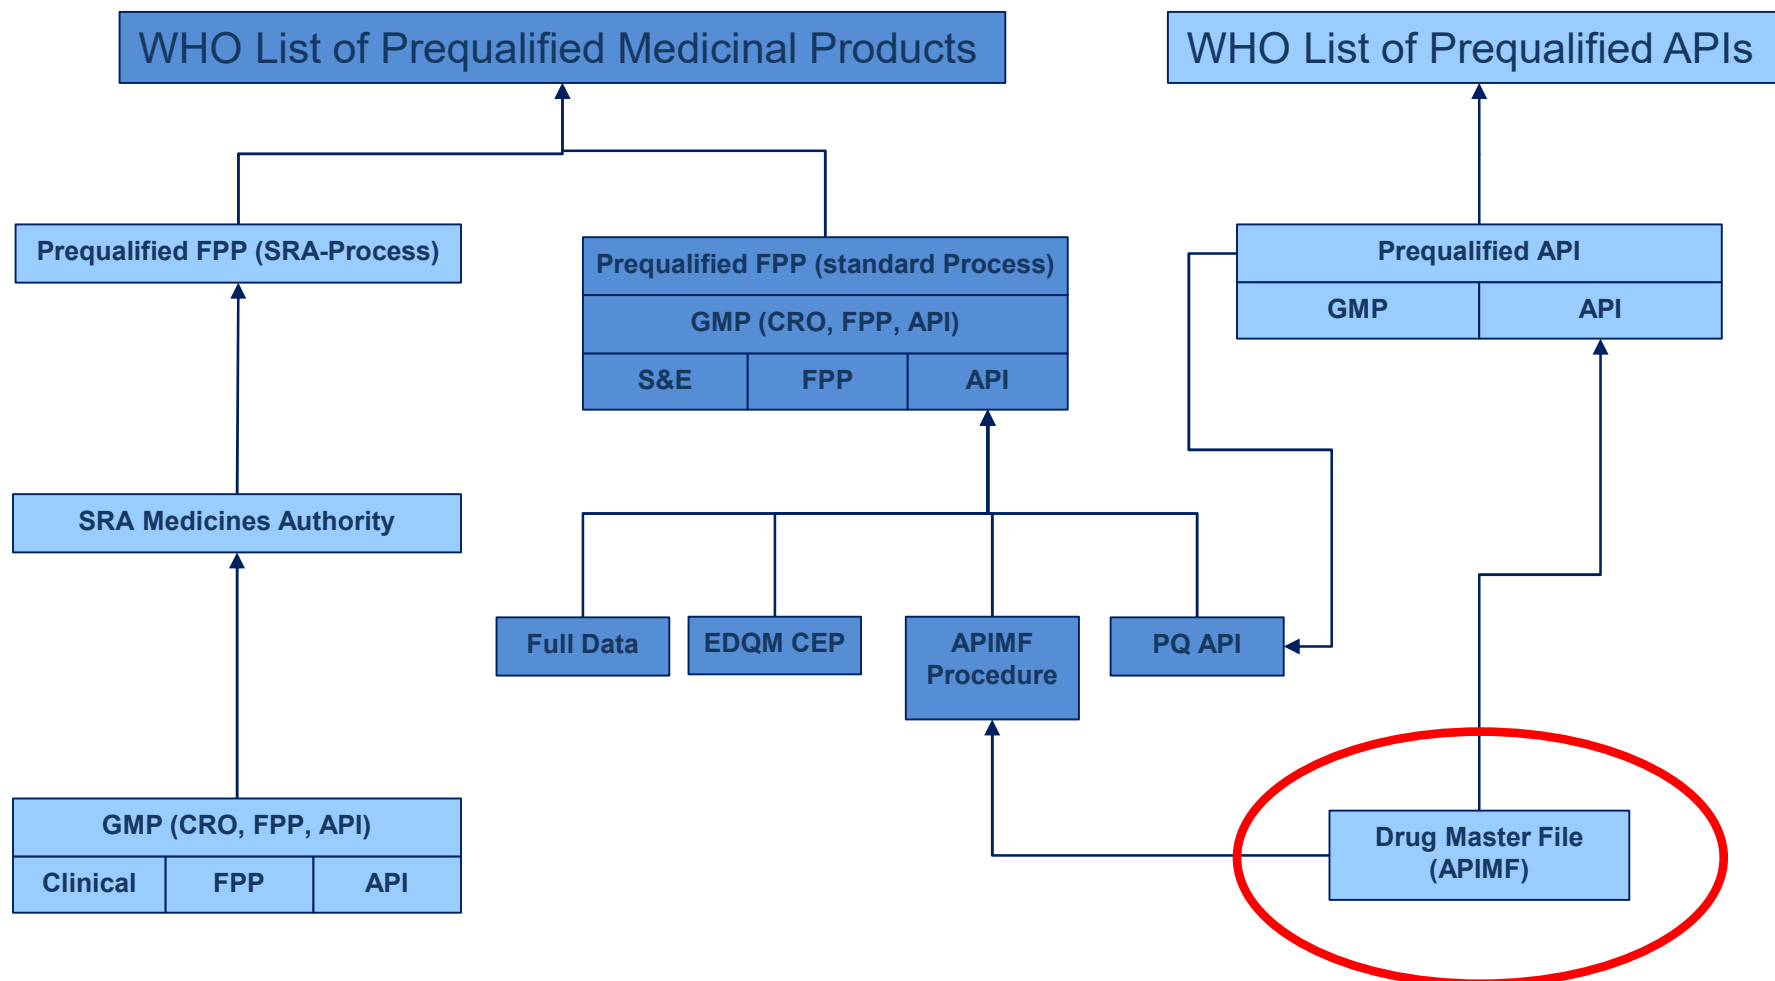 WHO List of Prequalified Medicinal Products
WHO List of Prequalified APIs
Prequalified FPP (SRA-Process)
Prequalified FPP (standard Process)
GMP (CRO, FPP, API)
S&E
FPP
API
Prequalified API
GMP
API
SRA Medicines Authority
Full Data
EDQM CEP
APIMF
Procedure
PQ API
GMP (CRO, FPP, API)
Clinical
FPP
API
Drug Master File
(APIMF)